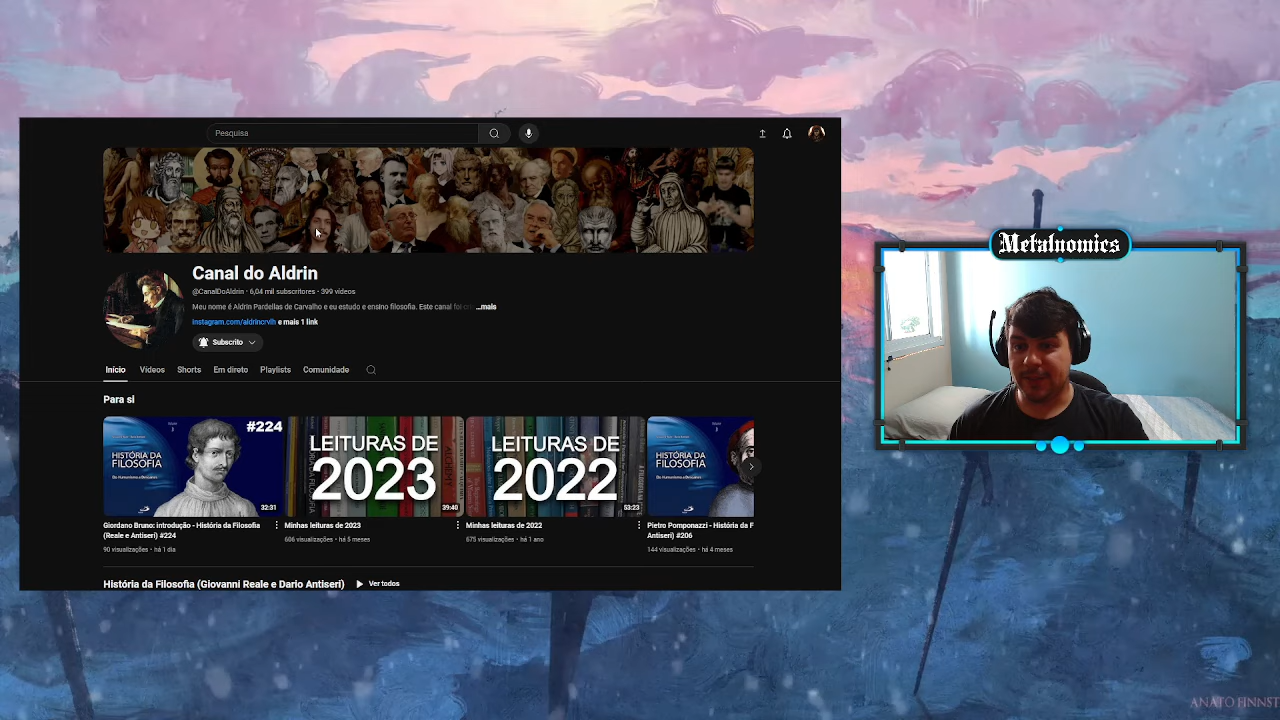 Pesquisa
Canal do Aldrin
@CanalDoAldrin • 6,04 mil subscritores • 399 vídeos
Meu nome é Aldrin Pardellas de Carvalho e eu estudo e ensino filosofia. Este canal foi ...mais
instagram.com/aldrincrvlh e mais 1 link
Subscrito
Início Vídeos Shorts Em direto Playlists Comunidade
Para si
HISTÓRIA DA
FILOSOFIA
#224
32:31
LEITURAS DE
2023
39:40
LEITURAS DE
2022
53:23
HISTÓRIA DA
FILOSOFIA
Giordano Bruno: introdução - História da Filosofia
(Reale e Antiseri) #224
90 visualizações • há 1 dia
Minhas leituras de 2023
606 visualizações • há 5 meses
Minhas leituras de 2022
675 visualizações • há 1 ano
Pietro Pomponazzi - História da F
Antiseri) #206
144 visualizações • há 4 meses
História da Filosofia (Giovanni Reale e Dario Antiseri) Ver todos
Metalnomics
ANATO FINNST